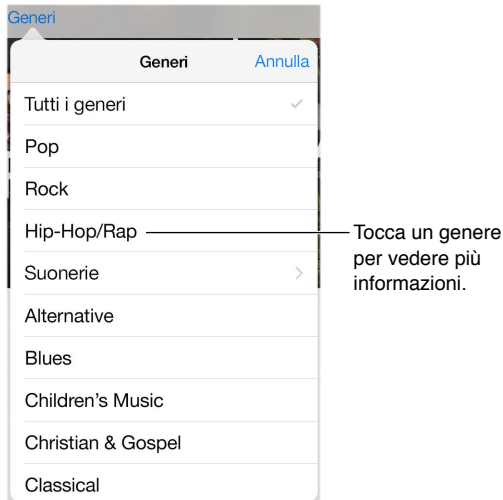 Generi
Generi Annulla
Tutti i generi
Pop
Rock
Hip-Hop/Rap
Tocca un genere
per vedere più
informazioni.
Suonerie
Alternative
Blues
Children's Music
Christian & Gospel
Classical